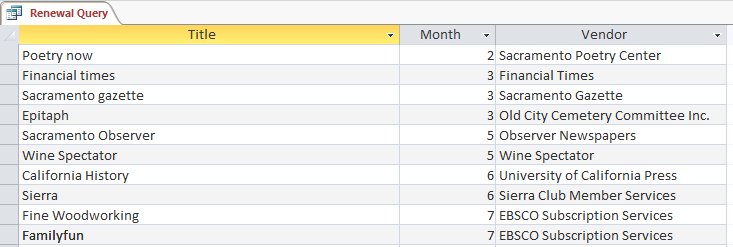 Renewal Query
Title Month Vendor
Poetry now 2 Sacramento Poetry Center
Financial times 3 Financial Times
Sacramento gazette 3 Sacramento Gazette
Epitaph 3 Old City Cemetery Committee Inc.
Sacramento Observer 5 Observer Newspapers
Wine Spectator 5 Wine Spectator
California History 6 University of California Press
Sierra 6 Sierra Club Member Services
Fine Woodworking 7 EBSCO Subscription Services
Familyfun 7 EBSCO Subscription Services